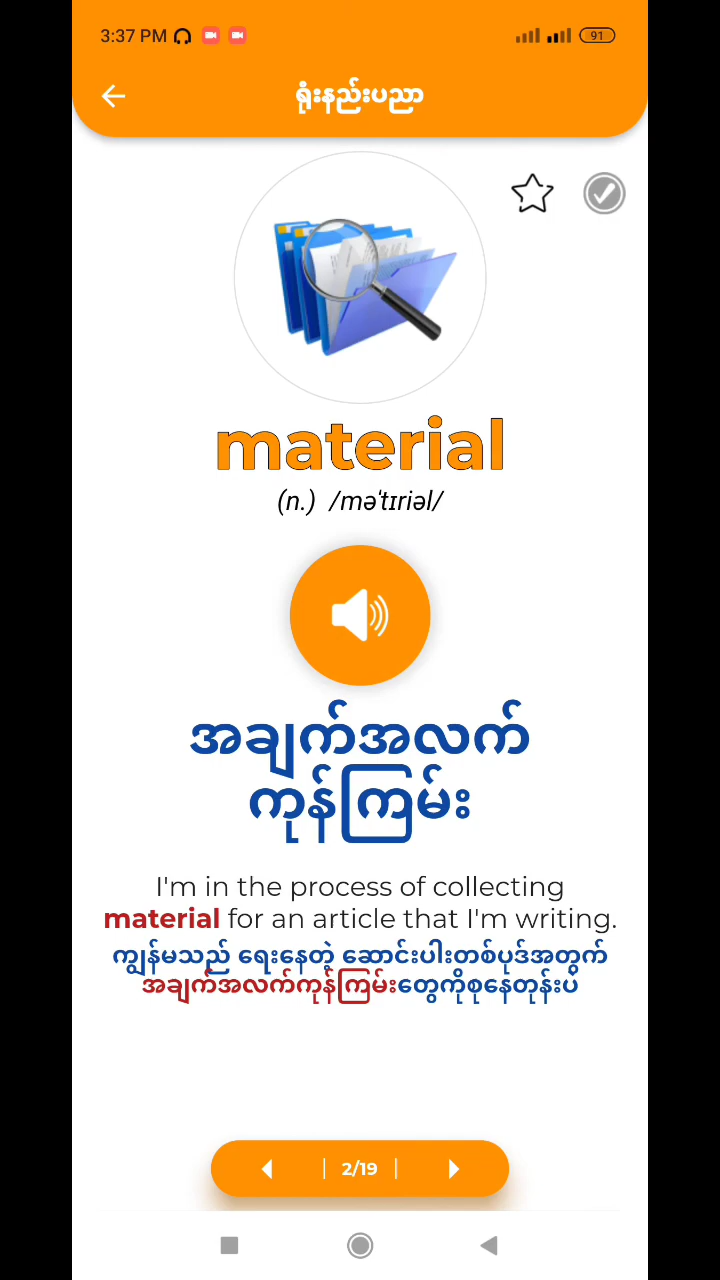 3:37 PM
91
ရုံးနည်းပညာ
material
(n.) /məˈtɪriəl/
အချက်အလက်
ကုန်ကြမ်း
I'm in the process of collecting
material for an article that I'm writing.
ကျွန်မသည် ရေးနေတဲ့ ဆောင်းပါးတစ်ပုဒ်အတွက်
အချက်အလက်ကုန်ကြမ်းတွေကိုစုနေတုန်းပဲ
2/19